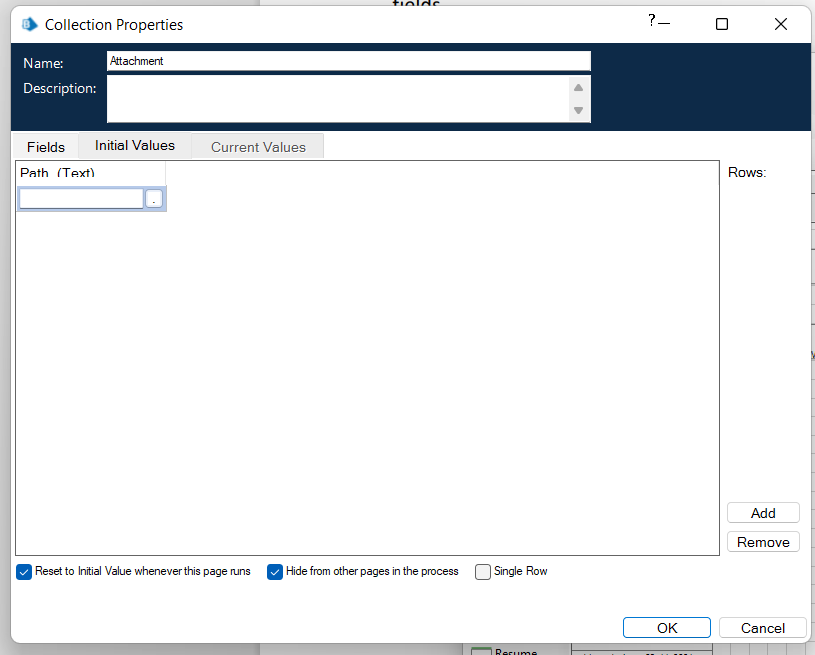 fields
Collection Properties
?
Name:
Attachment
Description:
Fields
Initial Values
Current Values
Path (Text)
Rows:
.
Add
Remove
Reset to Initial Value whenever this page runs
Hide from other pages in the process
Single Row
OK
Cancel
Resume